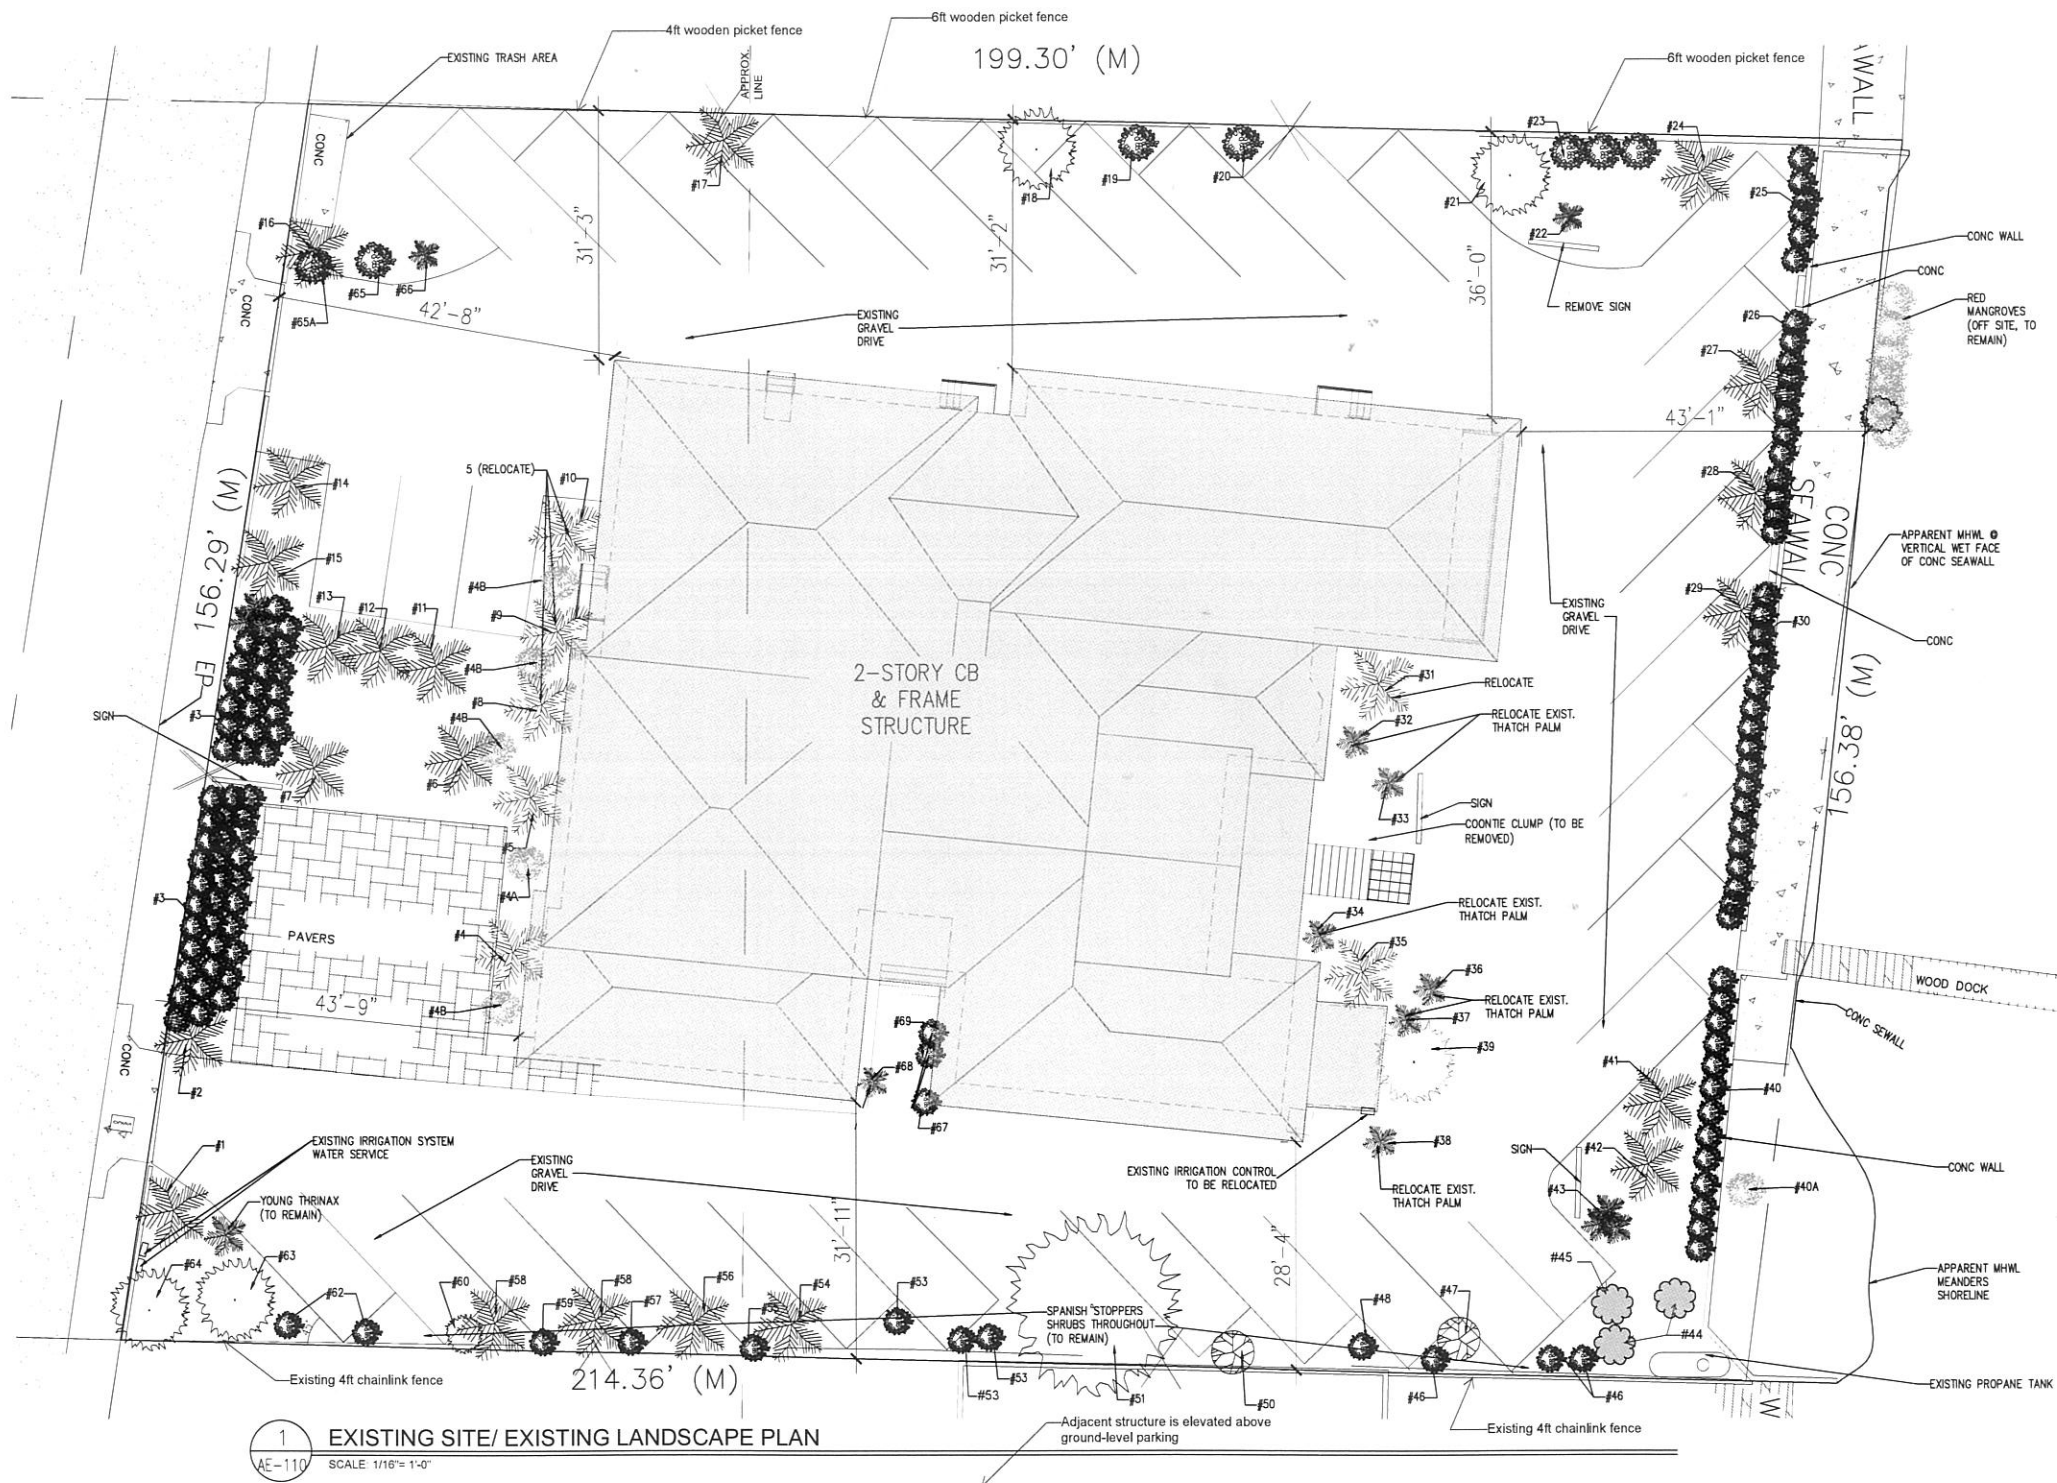 6ft wooden picket fence
4ft wooden picket fence
199.30' (M)
EXISTING TRASH AREA
6ft wooden picket fence
APPROX.
LINE
AWALL
CONC
#23
#24
#17
#18
#19
#20
#21
#25
#16
31'-3"
31'-2"
36'-0"
#22
CONC WALL
CONC
#65
#66
#65A
CONC
42'-8"
REMOVE SIGN
RED
MANGROVES
(OFF SITE, TO
REMAIN)
EXISTING
GRAVEL
DRIVE
#26
#27
43'-1"
156.29' (M)
5 (RELOCATE)
#10
#14
#28
CONC
SEAWALL
APPARENT MHWL @
VERTICAL WET FACE
OF CONC SEAWALL
#15
#4B
#13
#12
#11
#9
#29
EXISTING
GRAVEL
DRIVE
#30
CONC
#4B
2-STORY CB
& FRAME
STRUCTURE
#31
RELOCATE
EP
SIGN
#3
#8
#4B
#32
RELOCATE EXIST.
THATCH PALM
156.38' (M)
#6
#7
#33
SIGN
COONTIE CLUMP (TO BE
REMOVED)
#5
#4A
#3
RELOCATE EXIST.
THATCH PALM
#34
PAVERS
#4
#35
#36
WOOD DOCK
43'-9"
#4B
RELOCATE EXIST.
THATCH PALM
#37
CONC SEWALL
#69
#39
CONC
#68
#41
#40
#2
#67
#38
#1
EXISTING IRRIGATION SYSTEM
WATER SERVICE
EXISTING
GRAVEL
DRIVE
EXISTING IRRIGATION CONTROL
TO BE RELOCATED
SIGN
#42
CONC WALL
#43
#40A
RELOCATE EXIST.
THATCH PALM
YOUNG THRINAX
(TO REMAIN)
31'-11"
28'-4"
#64
#63
#45
APPARENT MHWL
MEANDERS
SHORELINE
#62
#60
#58
#59
#58
#57
#56
#55
#54
#53
SPANISH STOPPERS
SHRUBS THROUGHOUT
(TO REMAIN)
#48
#47
#44
Existing 4ft chainlink fence
214.36' (M)
#53
#53
#51
#50
#46
#46
EXISTING PROPANE TANK
W
Adjacent structure is elevated above
ground-level parking
Existing 4ft chainlink fence
1
AE-110
EXISTING SITE/ EXISTING LANDSCAPE PLAN
SCALE: 1/16"= 1'-0"